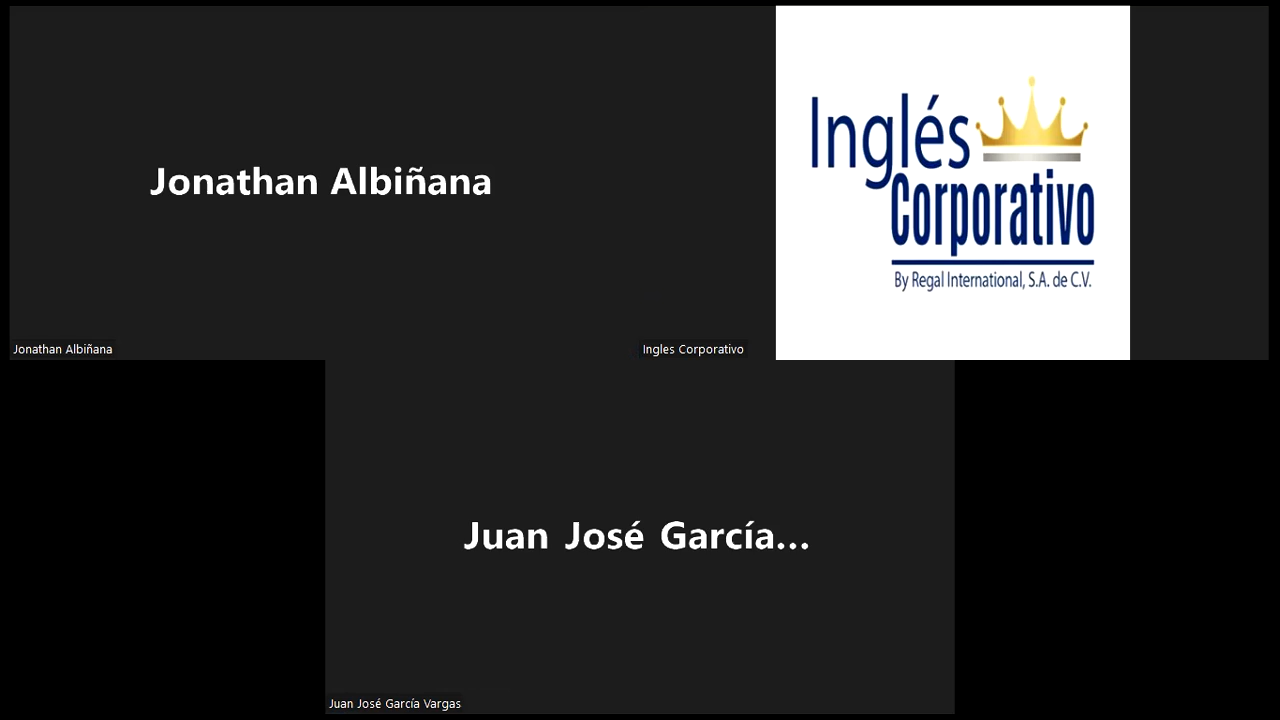 Jonathan Albiñana
Jonathan Albiñana
Inglés
Corporativo
By Regal International, S.A. de C.V.
Ingles Corporativo
Juan José García...
Juan José García Vargas